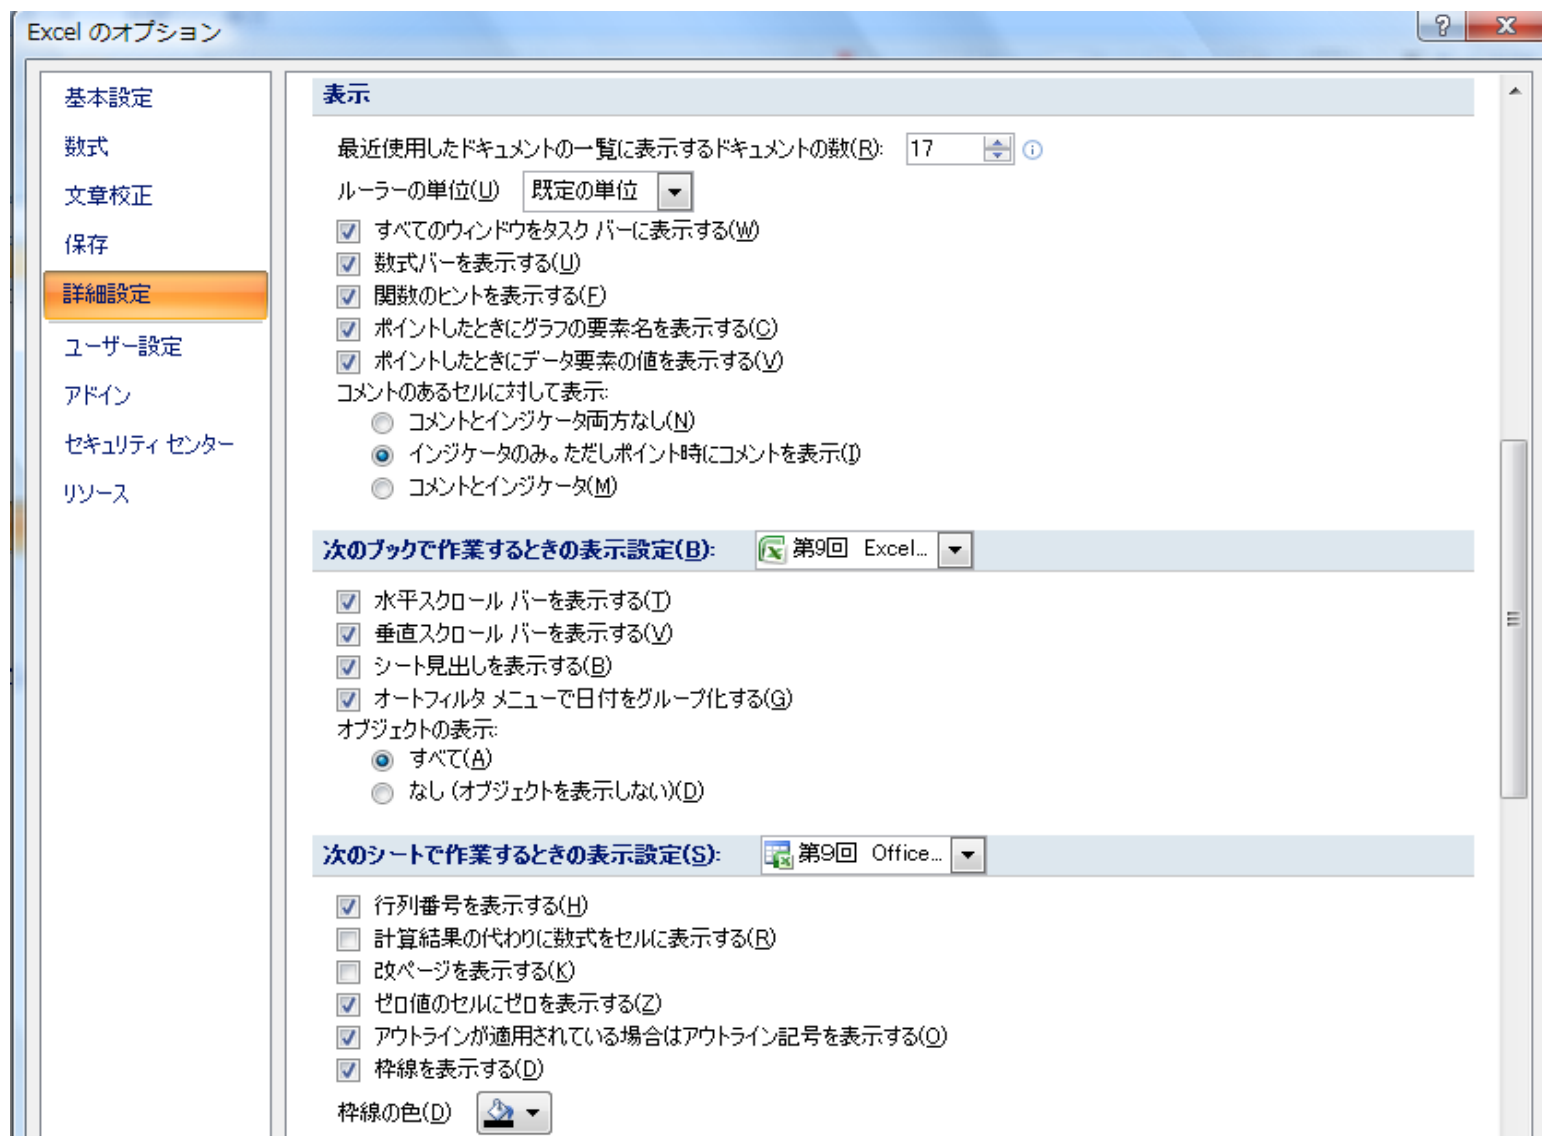 Excel のオプション
基本設定
数式
文章校正
保存
詳細設定
ユーザー設定
アドイン
セキュリティ センター
リソース
表示
最近使用したドキュメントの一覧に表示するドキュメントの数(R): 17
ルーラーの単位(U) 既定の単位
すべてのウィンドウをタスク バーに表示する(W)
数式バーを表示する(U)
関数のヒントを表示する(F)
ポイントしたときにグラフの要素名を表示する(C)
ポイントしたときにデータ要素の値を表示する(V)
コメントのあるセルに対して表示:
コメントとインジケータ両方なし(N)
インジケータのみ。ただしポイント時にコメントを表示(I)
コメントとインジケータ(M)
次のブックで作業するときの表示設定(B): 第9回 Excel...
水平スクロール バーを表示する(T)
垂直スクロール バーを表示する(V)
シート見出しを表示する(B)
オートフィルタ メニューで日付をグループ化する(G)
オブジェクトの表示:
すべて(A)
なし (オブジェクトを表示しない)(D)
次のシートで作業するときの表示設定(S): 第9回 Office...
行列番号を表示する(H)
計算結果の代わりに数式をセルに表示する(R)
改ページを表示する(K)
ゼロ値のセルにゼロを表示する(Z)
アウトラインが適用されている場合はアウトライン記号を表示する(O)
枠線を表示する(D)
枠線の色(D)